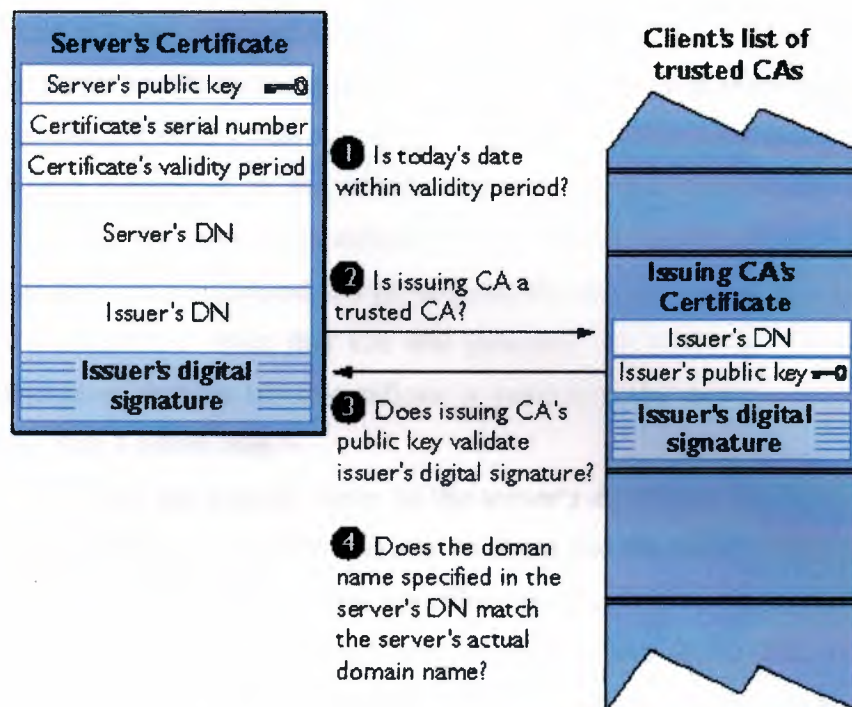 Server's Certificate
Server's public key
Certificate's serial number
Certificate's validity period
Server's DN
Issuer's DN
Issuer's digital
signature
1 Is today's date
within validity period?
2 Is issuing CA a
trusted CA?
3 Does issuing CA's
public key validate
issuer's digital signature?
4 Does the doman
name specified in the
server's DN match
the server's actual
domain name?
Client's list of
trusted CAs
Issuing CA's
Certificate
Issuer's DN
Issuer's public key
Issuer's digital
signature